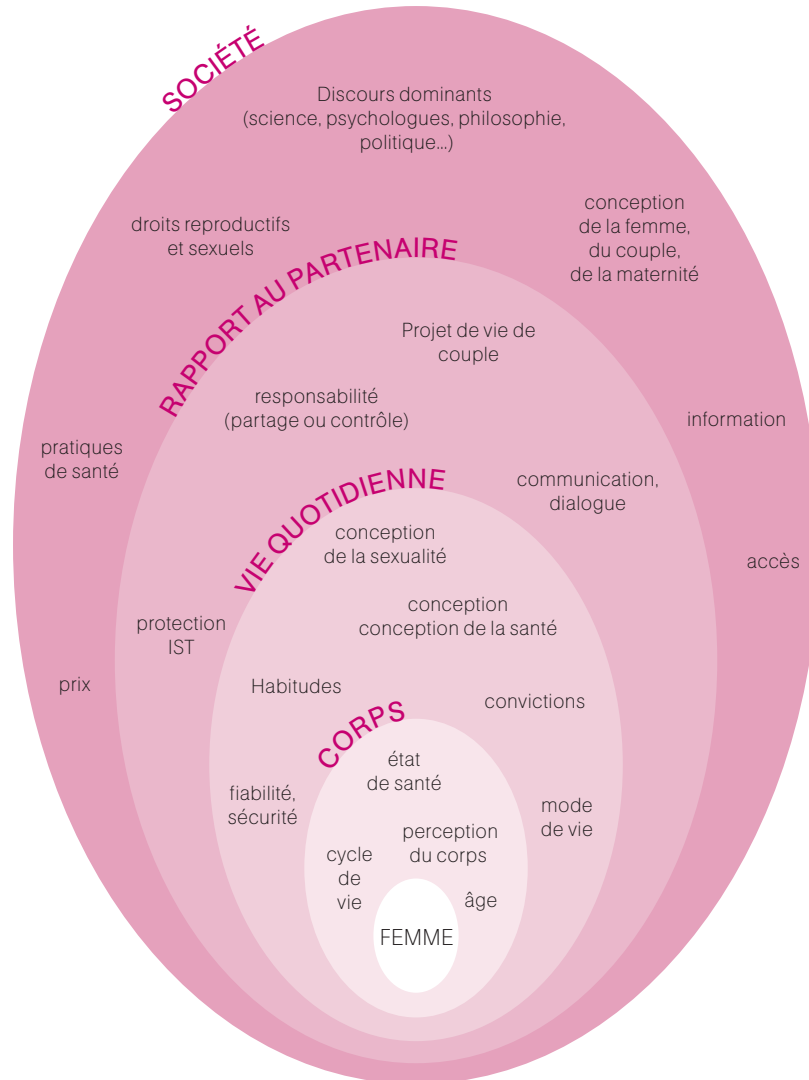 SOCIÉTÉ
Discours dominants
(science, psychologues, philosophie,
politique...)
droits reproductifs
et sexuels
conception
de la femme,
du couple,
de la maternité
RAPPORT AU PARTENAIRE
Projet de vie de
couple
responsabilité
(partage ou contrôle)
information
pratiques
de santé
communication,
dialogue
VIE QUOTIDIENNE
conception
de la sexualité
accès
conception
conception de la santé
protection
IST
prix
Habitudes
convictions
CORPS
état
de santé
fiabilité,
sécurité
mode
de vie
perception
du corps
cycle
de
vie
âge
FEMME